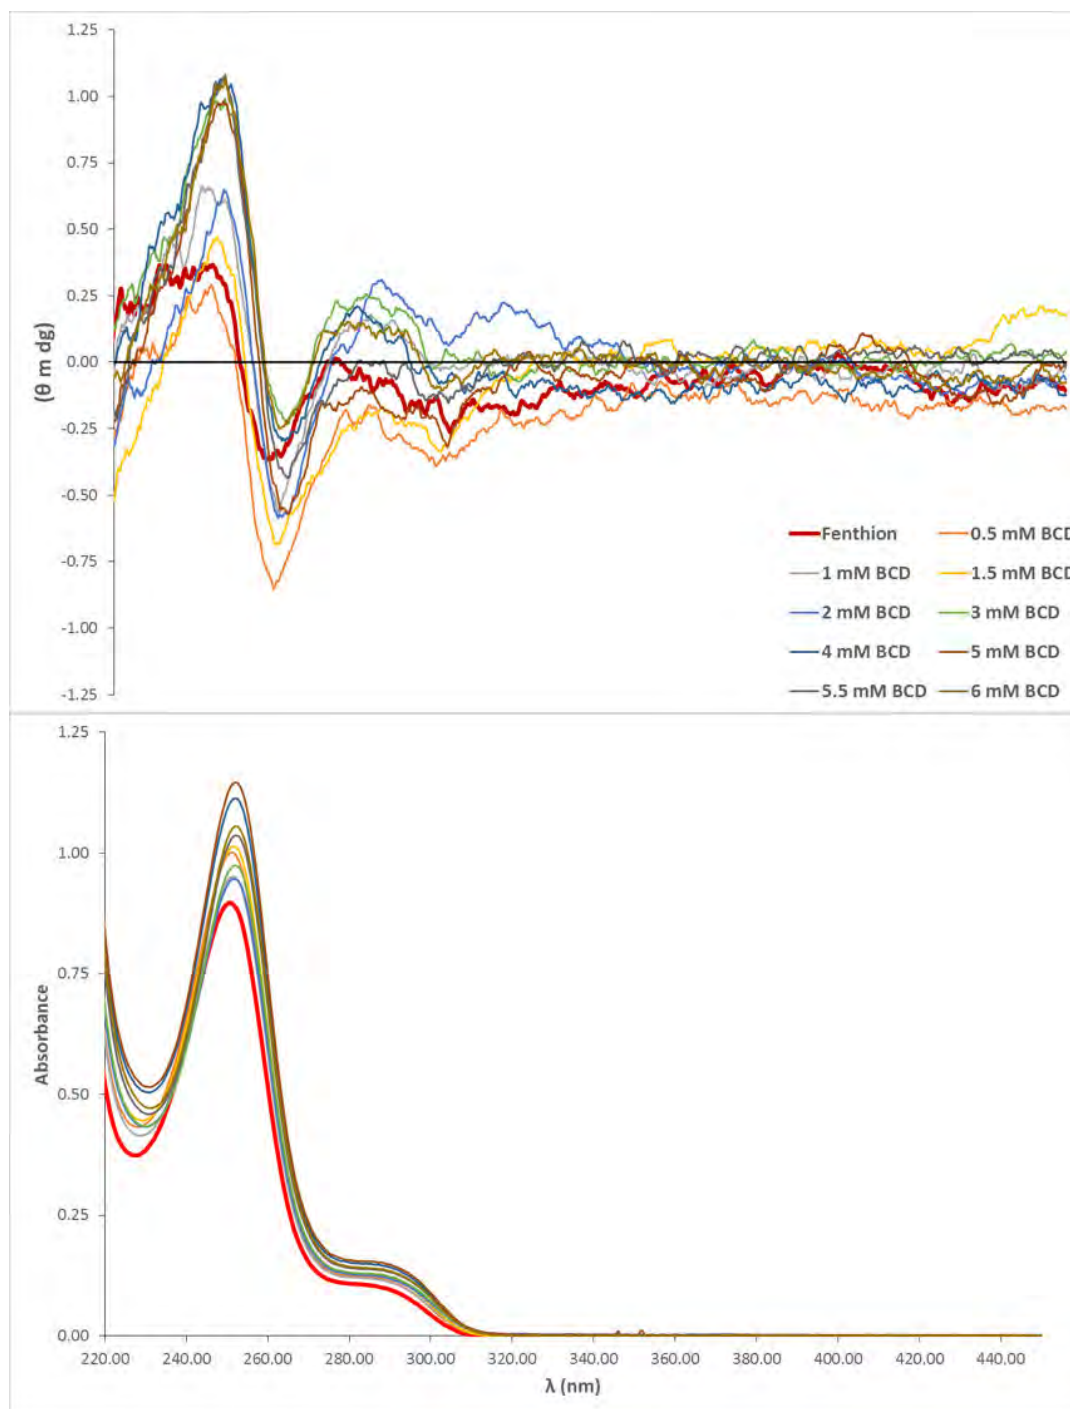 1.25
1.00
0.75
0.50
0.25
0.00
-0.25
-0.50
-0.75
-1.00
-1.25
(θ m dg)
Fenthion 0.5 mM BCD
1 mM BCD 1.5 mM BCD
2 mM BCD 3 mM BCD
4 mM BCD 5 mM BCD
5.5 mM BCD 6 mM BCD
1.25
1.00
0.75
0.50
0.25
0.00
Absorbance
220.00 240.00 260.00 280.00 300.00 320.00 340.00 360.00 380.00 400.00 420.00 440.00
λ (nm)